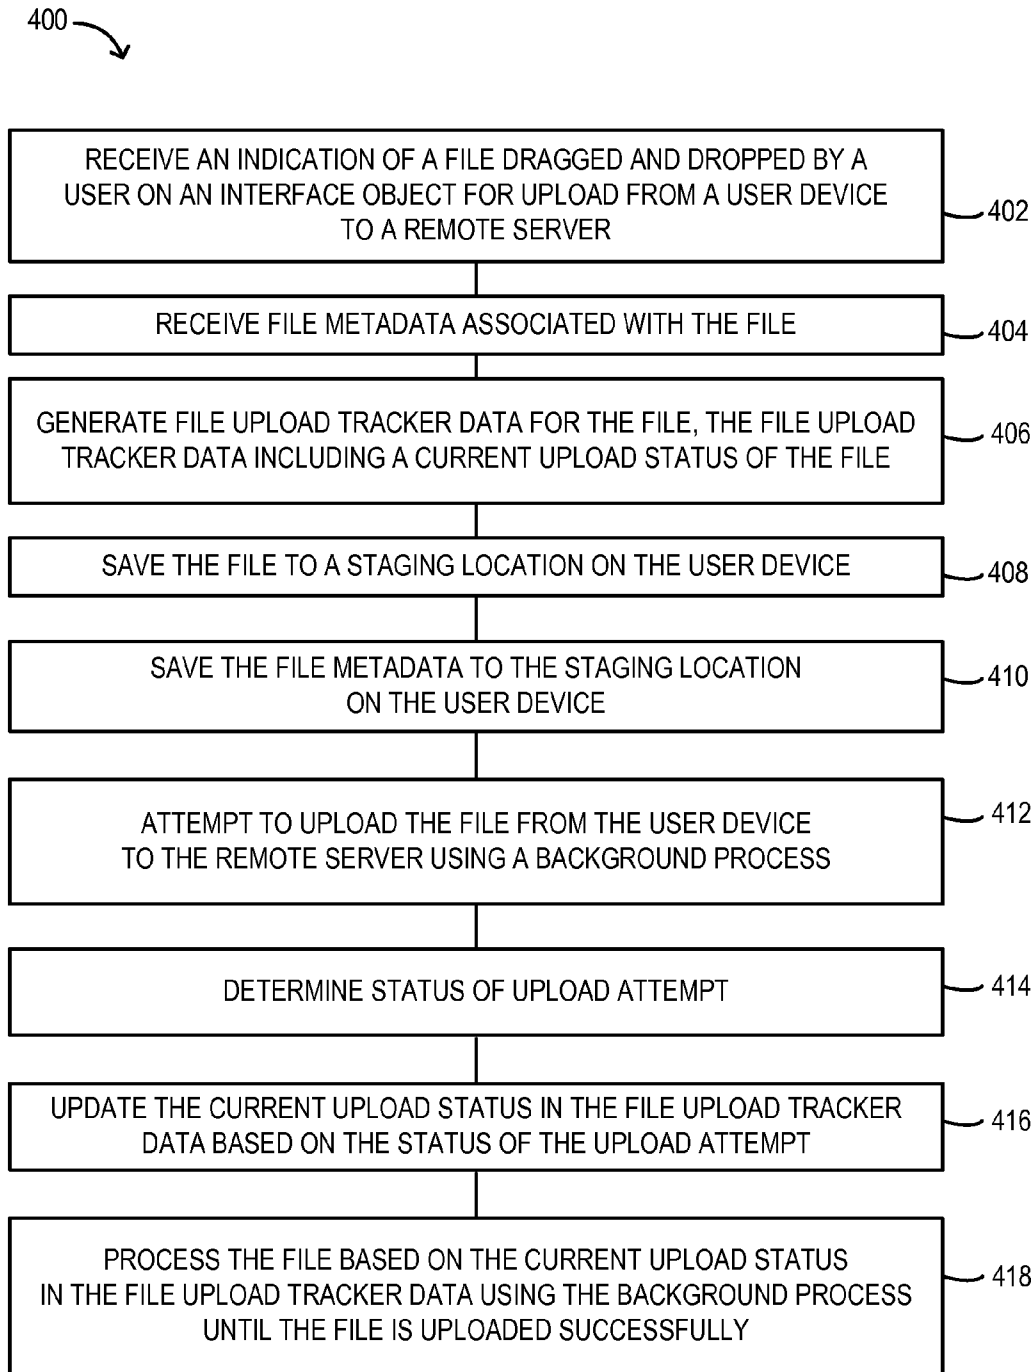 400
RECEIVE AN INDICATION OF A FILE DRAGGED AND DROPPED BY A
USER ON AN INTERFACE OBJECT FOR UPLOAD FROM A USER DEVICE
TO A REMOTE SERVER
402
RECEIVE FILE METADATA ASSOCIATED WITH THE FILE
404
GENERATE FILE UPLOAD TRACKER DATA FOR THE FILE, THE FILE UPLOAD
TRACKER DATA INCLUDING A CURRENT UPLOAD STATUS OF THE FILE
406
SAVE THE FILE TO A STAGING LOCATION ON THE USER DEVICE
408
SAVE THE FILE METADATA TO THE STAGING LOCATION
ON THE USER DEVICE
410
ATTEMPT TO UPLOAD THE FILE FROM THE USER DEVICE
TO THE REMOTE SERVER USING A BACKGROUND PROCESS
412
DETERMINE STATUS OF UPLOAD ATTEMPT
414
UPDATE THE CURRENT UPLOAD STATUS IN THE FILE UPLOAD TRACKER
DATA BASED ON THE STATUS OF THE UPLOAD ATTEMPT
416
PROCESS THE FILE BASED ON THE CURRENT UPLOAD STATUS
IN THE FILE UPLOAD TRACKER DATA USING THE BACKGROUND PROCESS
UNTIL THE FILE IS UPLOADED SUCCESSFULLY
418